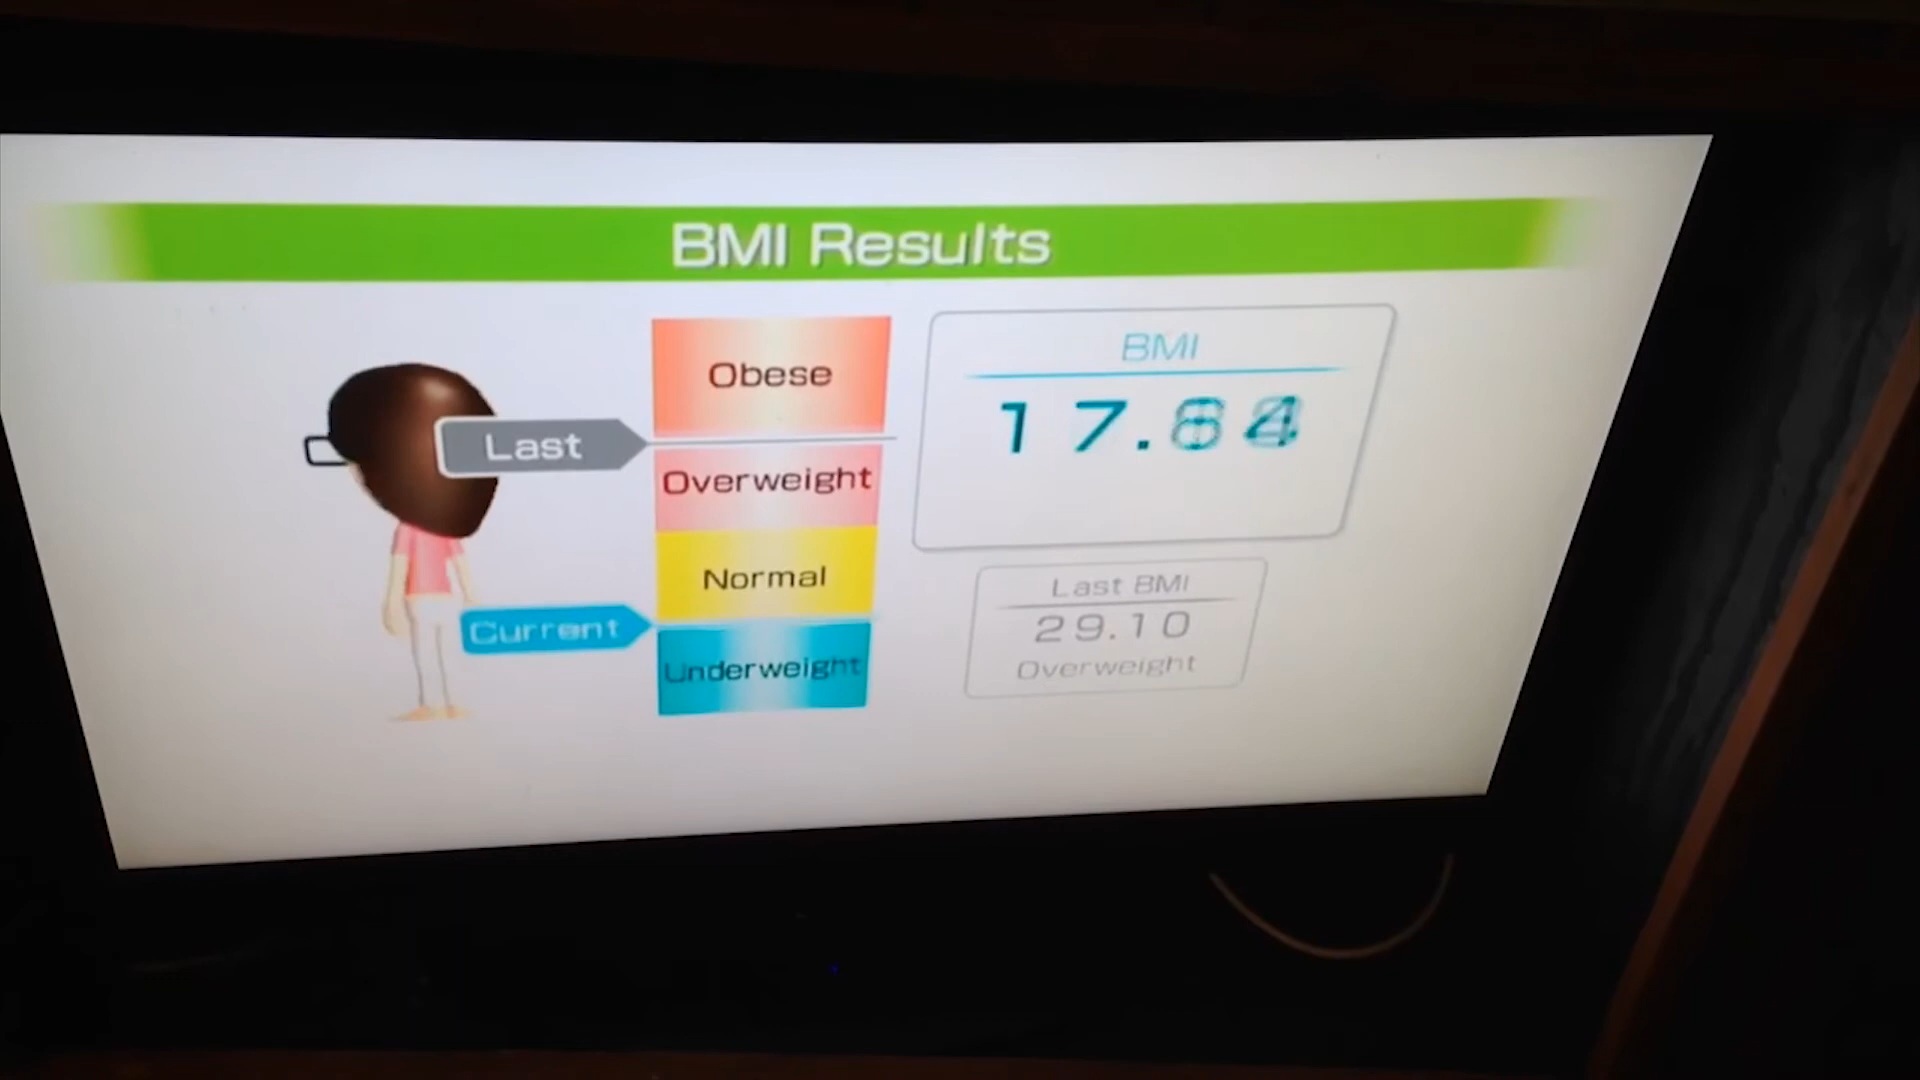 BMI Results
Obese
Last
Overweight
Normal
Current
Underweight
BMI
17.
Last BMI
29.10
Overweight